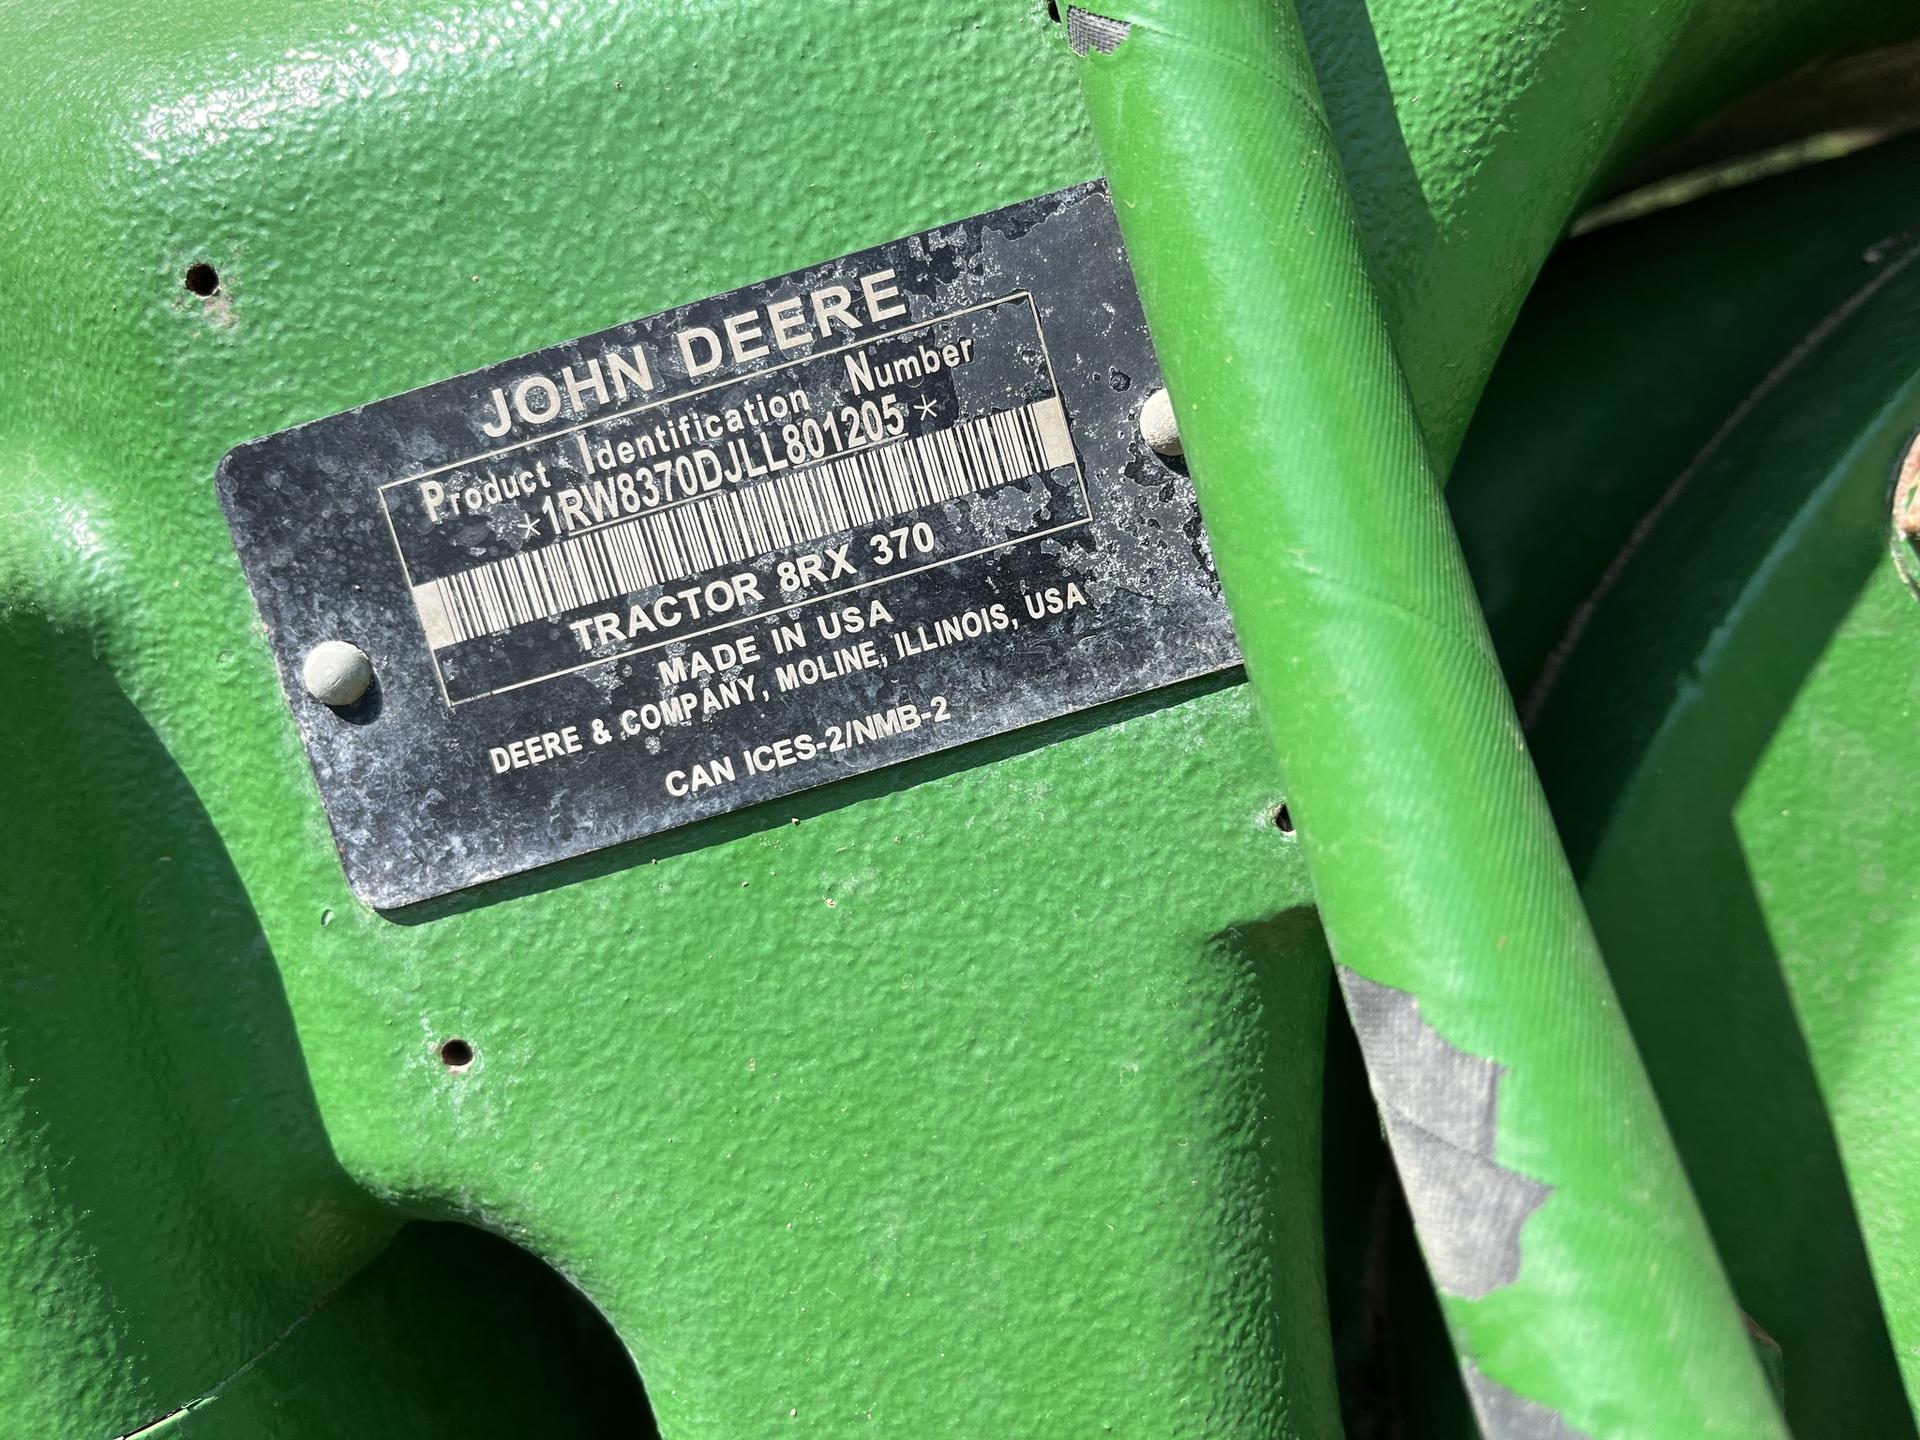 JOHN DEERE
Product Identification Number
*1RW8370DJLL801205*
TRACTOR 8RX 370
MADE IN USA
DEERE & COMPANY, MOLINE, ILLINOIS, USA
CAN ICES-2/NMB-2